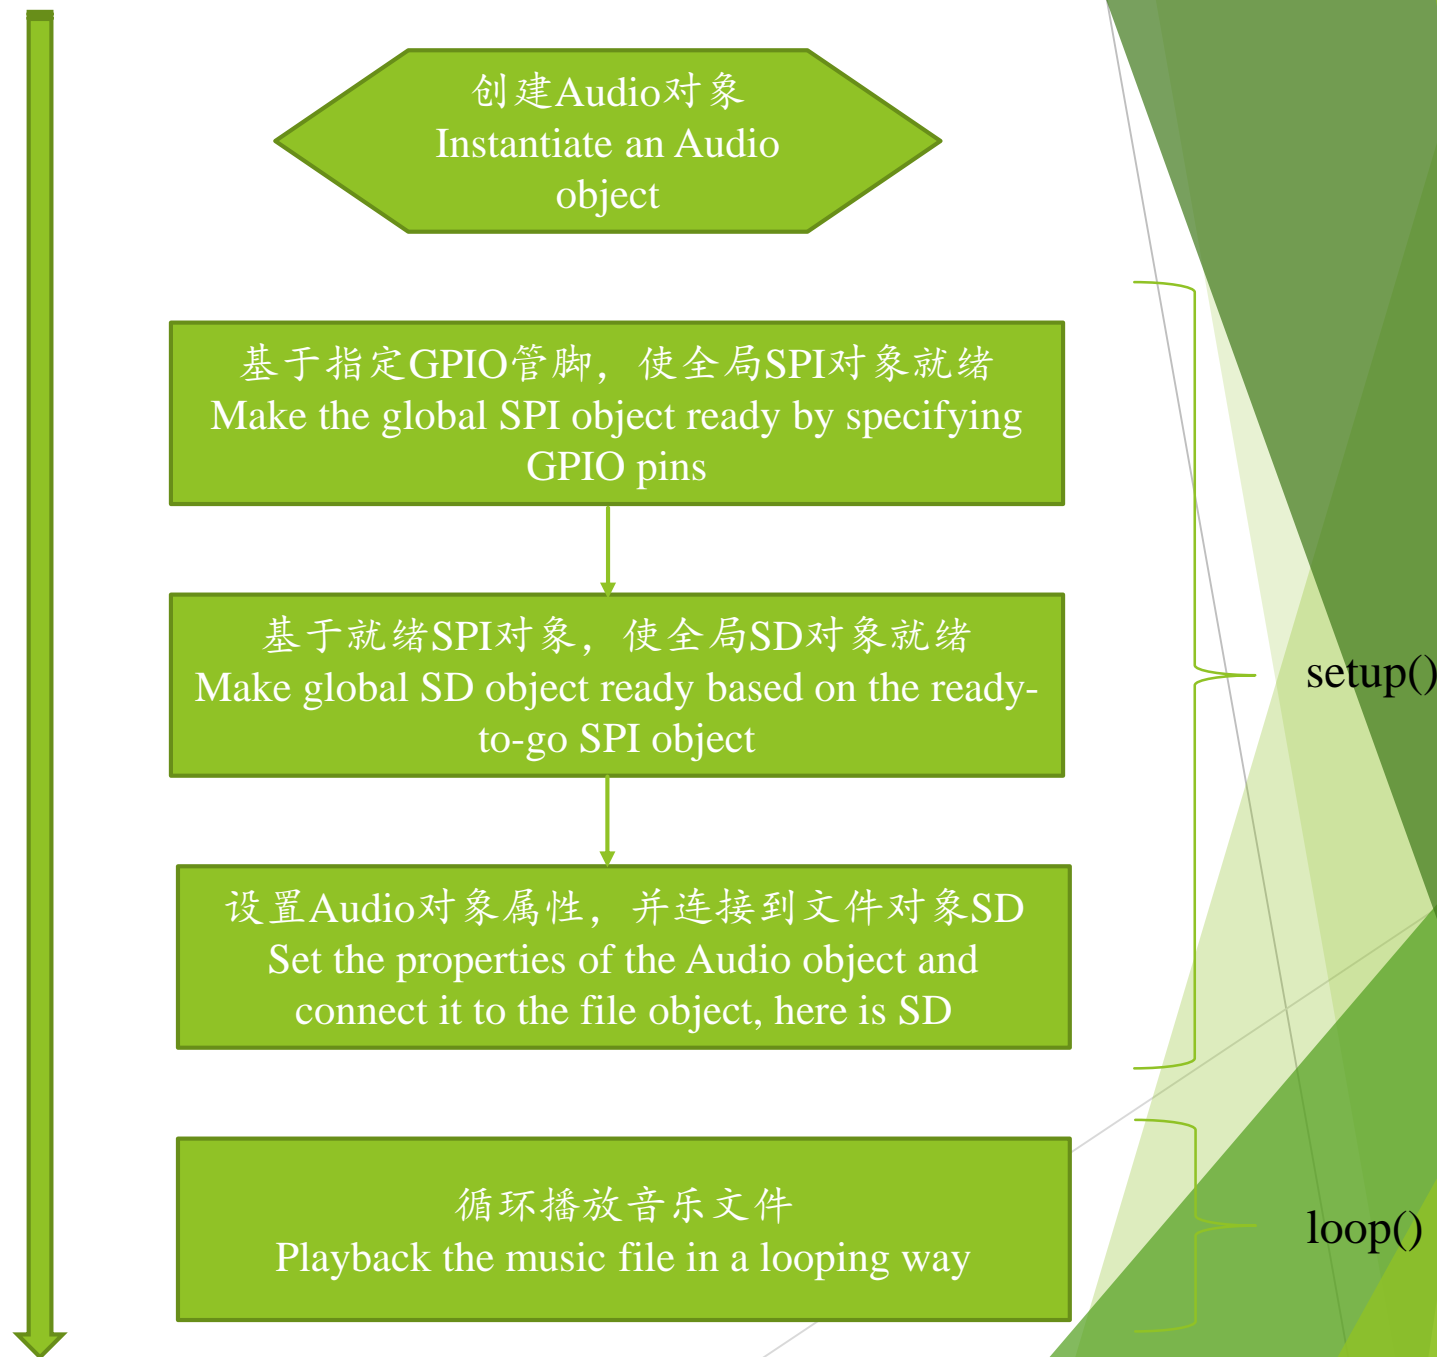 创建Audio对象
Instantiate an Audio
object
基于指定GPIO管脚，使全局SPI对象就绪
Make the global SPI object ready by specifying
GPIO pins
基于就绪SPI对象，使全局SD对象就绪
Make global SD object ready based on the ready-
to-go SPI object
setup()
设置Audio对象属性，并连接到文件对象SD
Set the properties of the Audio object and
connect it to the file object, here is SD
循环播放音乐文件
Playback the music file in a looping way
loop()